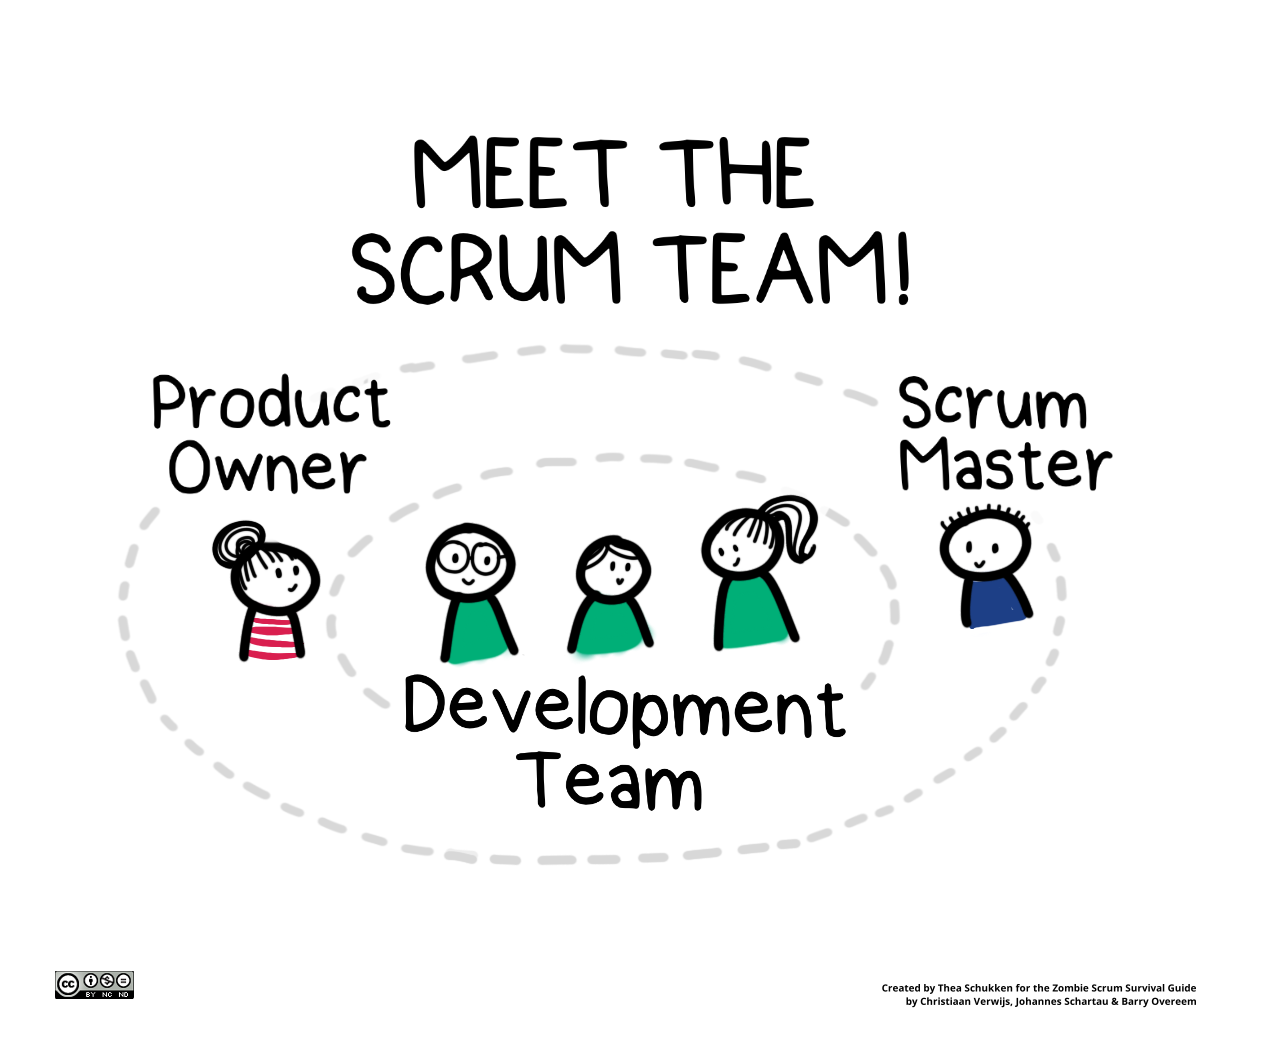 MEET THE
SCRUM TEAM!
Product
Owner
Scrum
Master
Development
Team
cc
BY NC ND
Created by Thea Schukken for the Zombie Scrum Survival Guide
by Christiaan Verwijs, Johannes Schartau & Barry Overeem